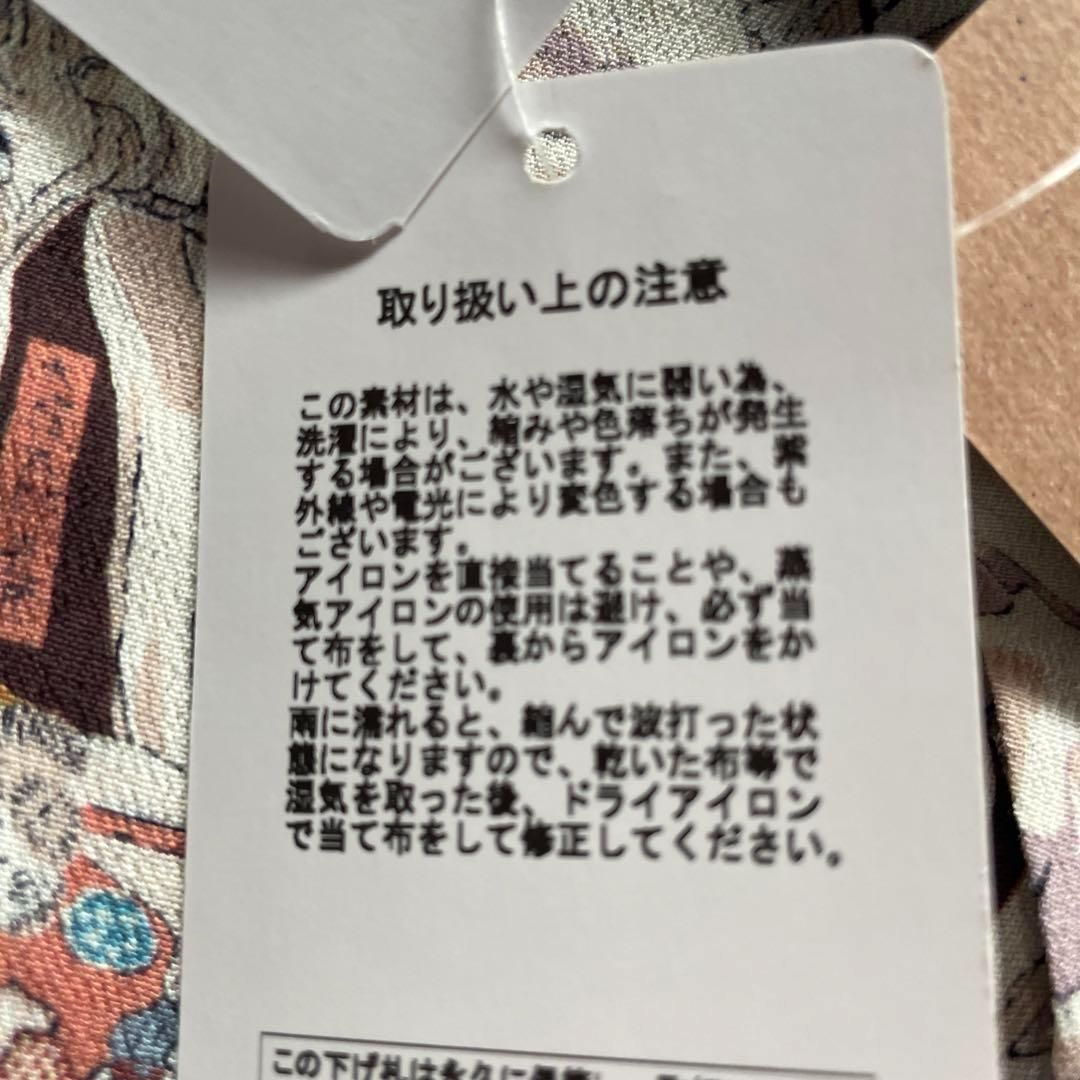 取り扱い上の注意
この素材は、水や湿気に弱い為、
洗濯により、縮みや色落ちが発生
する場合がございます。また、紫
外線や電光により変色する場合も
ございます。
アイロンを直接当てることや、蒸
気アイロンの使用は避け、必ず当
て布をして、裏からアイロンをか
けてください。
雨に濡れると、縮んで波打った状
態になりますので、乾いた布等で
湿気を取った後、ドライアイロン
で当て布をして修正してください。
この下げ札は永久に